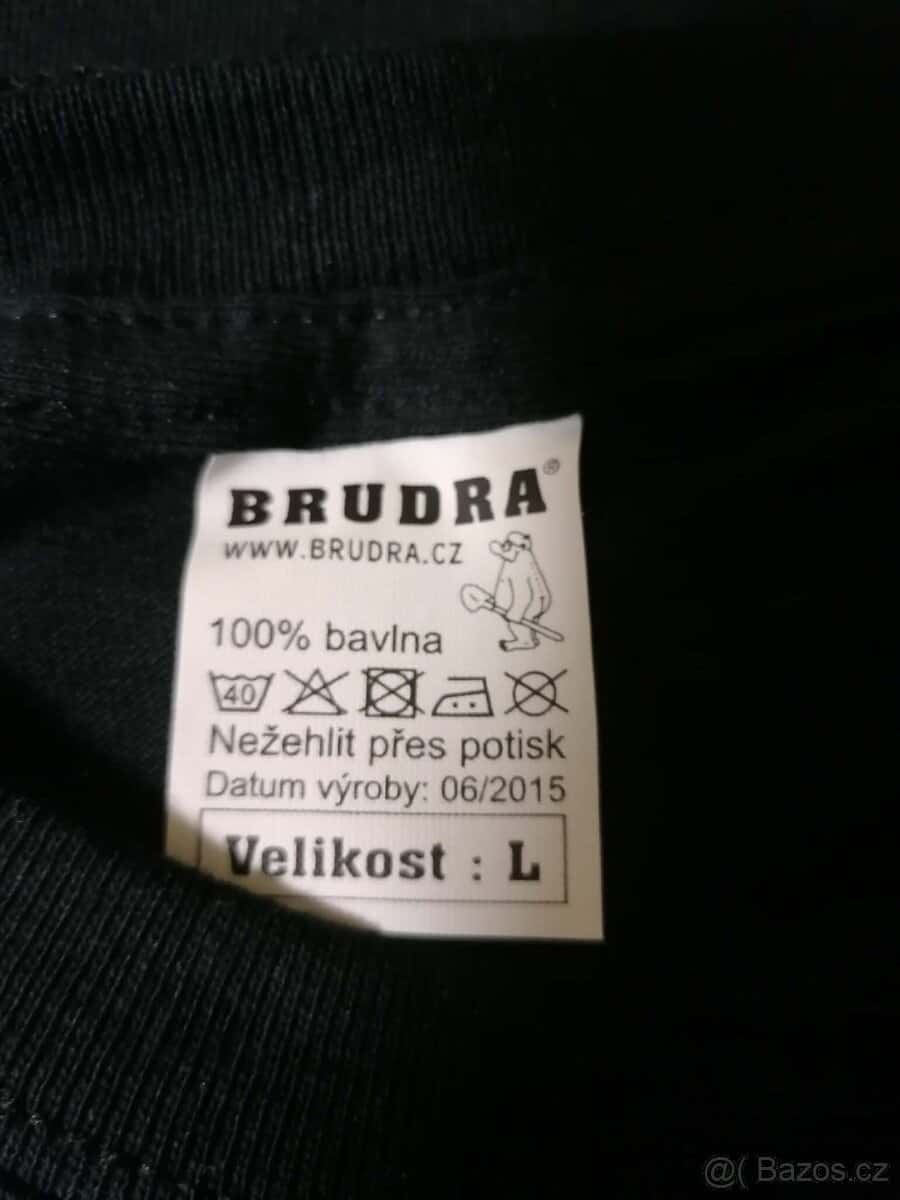 BRUDRA®
WWW.BRUDRA.CZ
100% bavlna
40
Nežehlit přes potisk
Datum výroby: 06/2015
Velikost : L
@( Bazos.cz